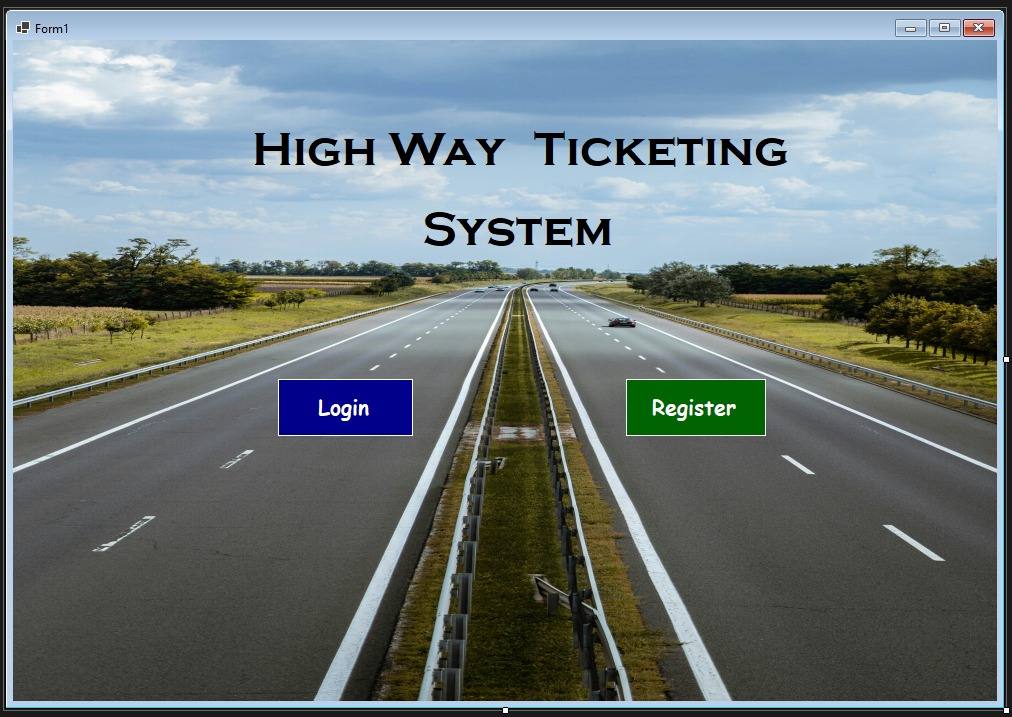 Form1
High Way Ticketing
System
Login
Register